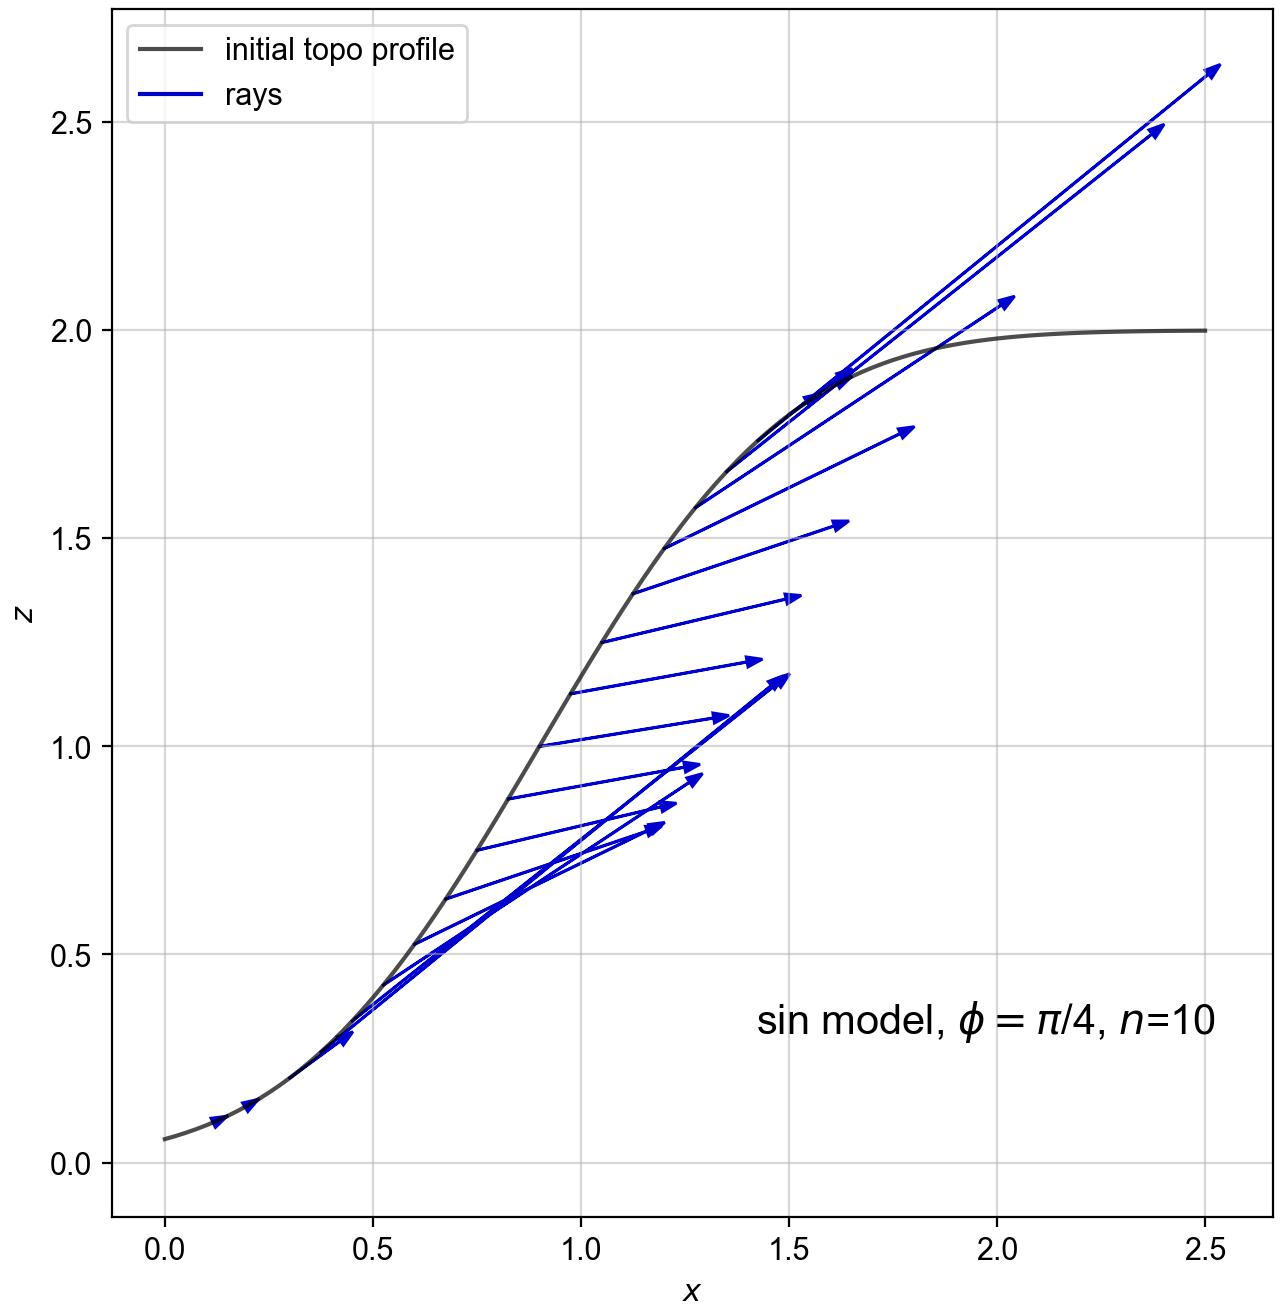 initial topo profile
rays
2.5
2.0
1.5
1.0
0.5
0.0
z
sin model, ϕ = π/4, n=10
0.0 0.5 1.0 1.5 2.0 2.5
x